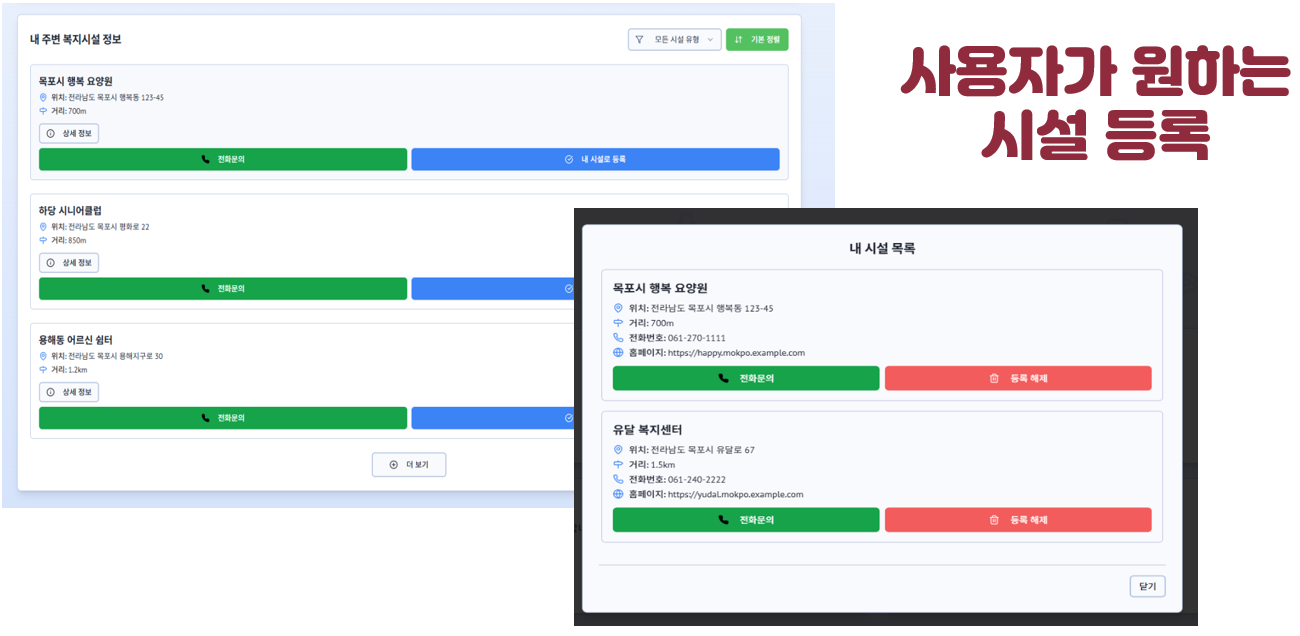 내 주변 복지시설 정보
모든 시설 유형
기본 정렬
목포시 행복 요양원
위치: 전라남도 목포시 행복동 123-45
거리: 700m
상세 정보
전화문의
내 시설로 등록
하당 시니어클럽
위치: 전라남도 목포시 평화로 22
거리: 850m
상세 정보
전화문의
용해동 어르신 쉼터
위치: 전라남도 목포시 용해지구로 30
거리: 1.2km
상세 정보
전화문의
더 보기
사용자가 원하는
시설 등록
내 시설 목록
목포시 행복 요양원
위치: 전라남도 목포시 행복동 123-45
거리: 700m
전화번호: 061-270-1111
홈페이지: https://happy.mokpo.example.com
전화문의
등록 해제
유달 복지센터
위치: 전라남도 목포시 유달로 67
거리: 1.5km
전화번호: 061-240-2222
홈페이지: https://yudal.mokpo.example.com
전화문의
등록 해제
닫기